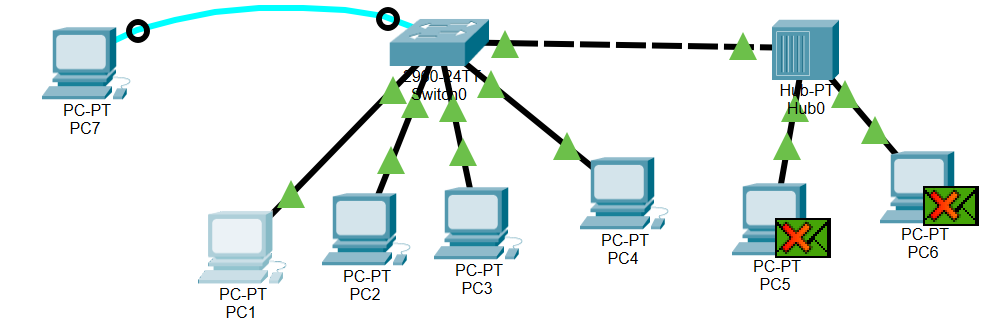 PC-PT
PC7
2960-24TT
Switch0
Hub-PT
Hub0
PC-PT
PC1
PC-PT
PC2
PC-PT
PC3
PC-PT
PC4
PC-PT
PC5
PC-PT
PC6